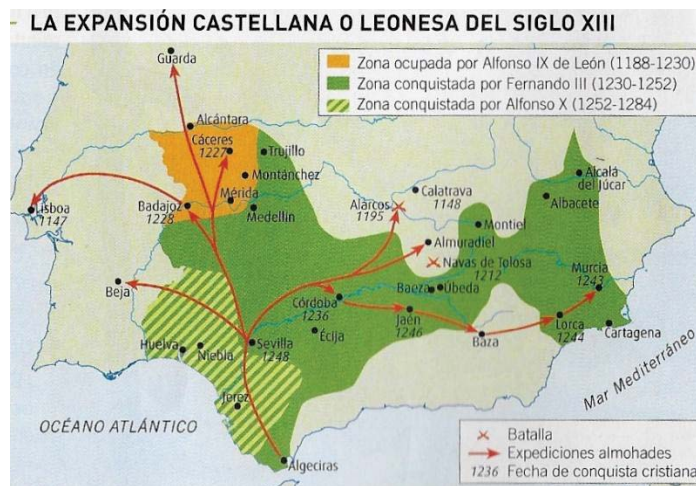 LA EXPANSIÓN CASTELLANA O LEONESA DEL SIGLO XIII
Zona ocupada por Alfonso IX de León (1188-1230)
Zona conquistada por Fernando III (1230-1252)
Zona conquistada por Alfonso X (1252-1284)
Guarda
Alcántara
Cáceres
1227
Trujillo
Montánchez
Mérida
Medellín
Badajoz
1228
Lisboa
1147
Alarcos
1195
Calatrava
1148
Alcalá
del Júcar
Albacete
Montiel
Almuradiel
Navas de Tolosa
1212
Beja
Baeza
Úbeda
Murcia
1243
Córdoba
1236
Jaén
1246
Lorca
1244
Cartagena
Huelva
Niebla
Sevilla
1248
Écija
Baza
Jerez
Algeciras
OCÉANO ATLÁNTICO
Mar Mediterráneo
Batalla
Expediciones almohades
1236 Fecha de conquista cristiana